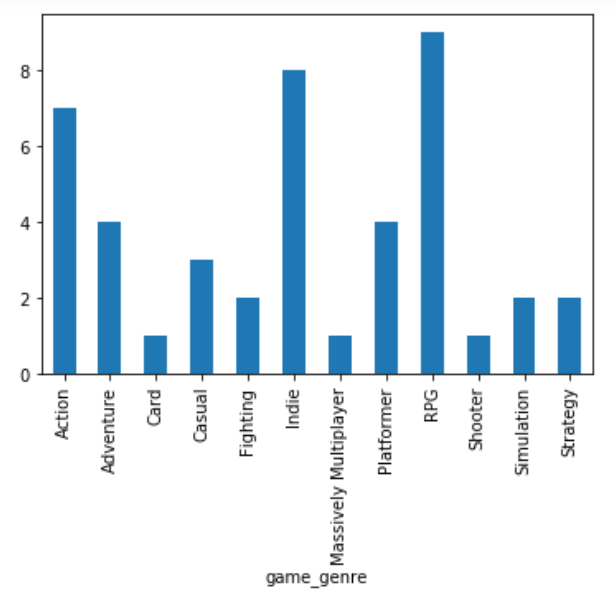 8
6
4
2
0
Action
Adventure
Card
Casual
Fighting
Indie
Massively Multiplayer
Platformer
RPG
Shooter
Simulation
Strategy
game_genre